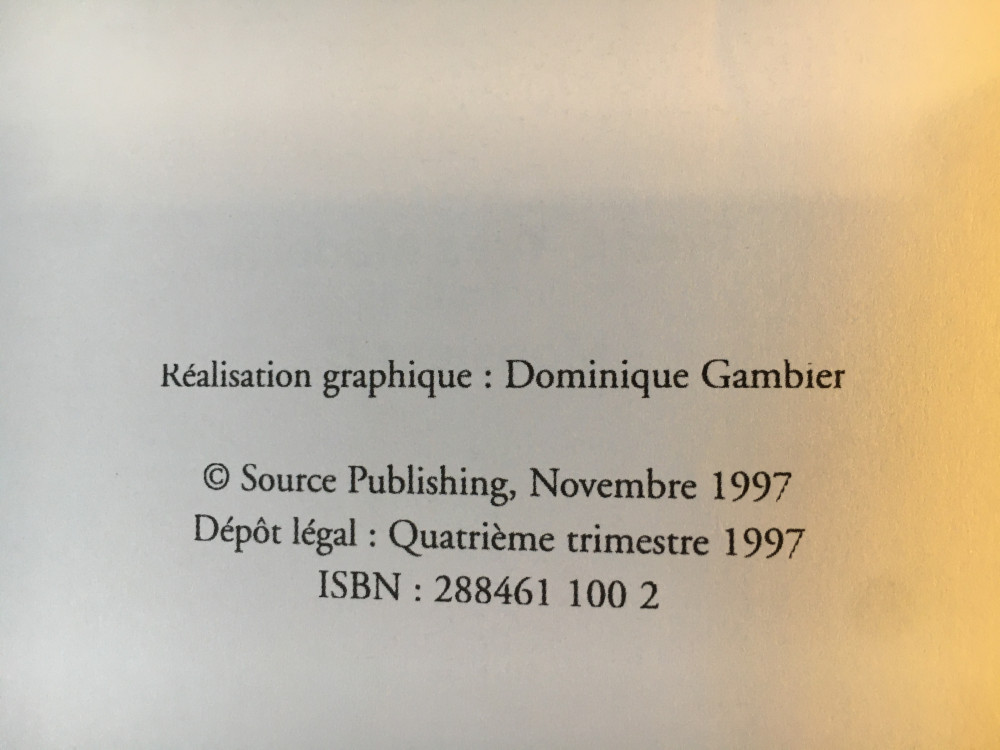 Réalisation graphique : Dominique Gambier
© Source Publishing, Novembre 1997
Dépôt légal : Quatrième trimestre 1997
ISBN : 288461 100 2